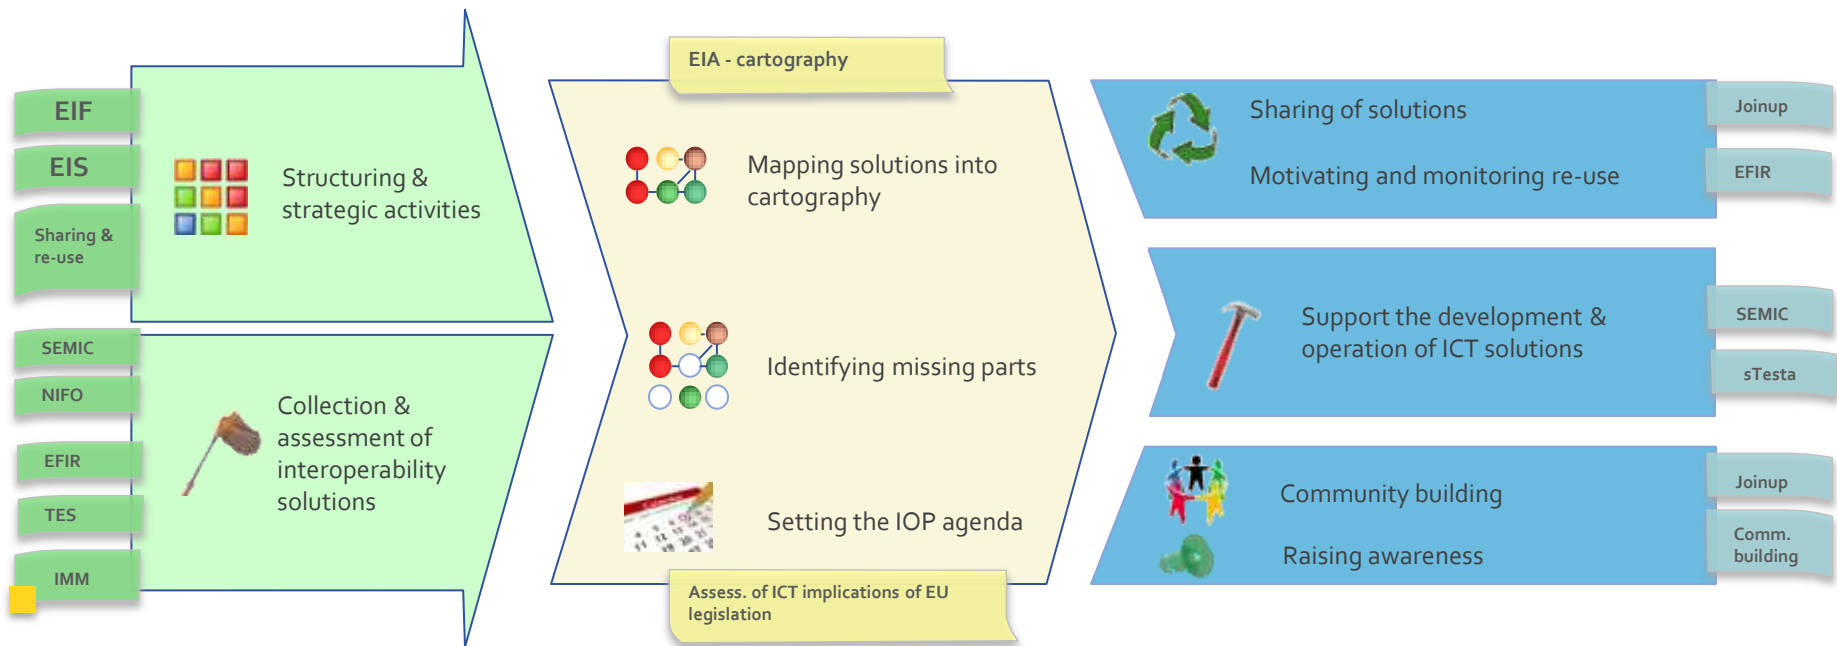 EIF
EIS
Sharing &
re-use
Structuring &
strategic activities
SEMIC
NIFO
EFIR
TES
IMM
Collection &
assessment of
interoperability
solutions
EIA - cartography
Mapping solutions into
cartography
Identifying missing parts
Setting the IOP agenda
Assess. of ICT implications of EU
legislation
Sharing of solutions
Motivating and monitoring re-use
Joinup
EFIR
Support the development &
operation of ICT solutions
SEMIC
sTesta
Community building
Raising awareness
Joinup
Comm.
building